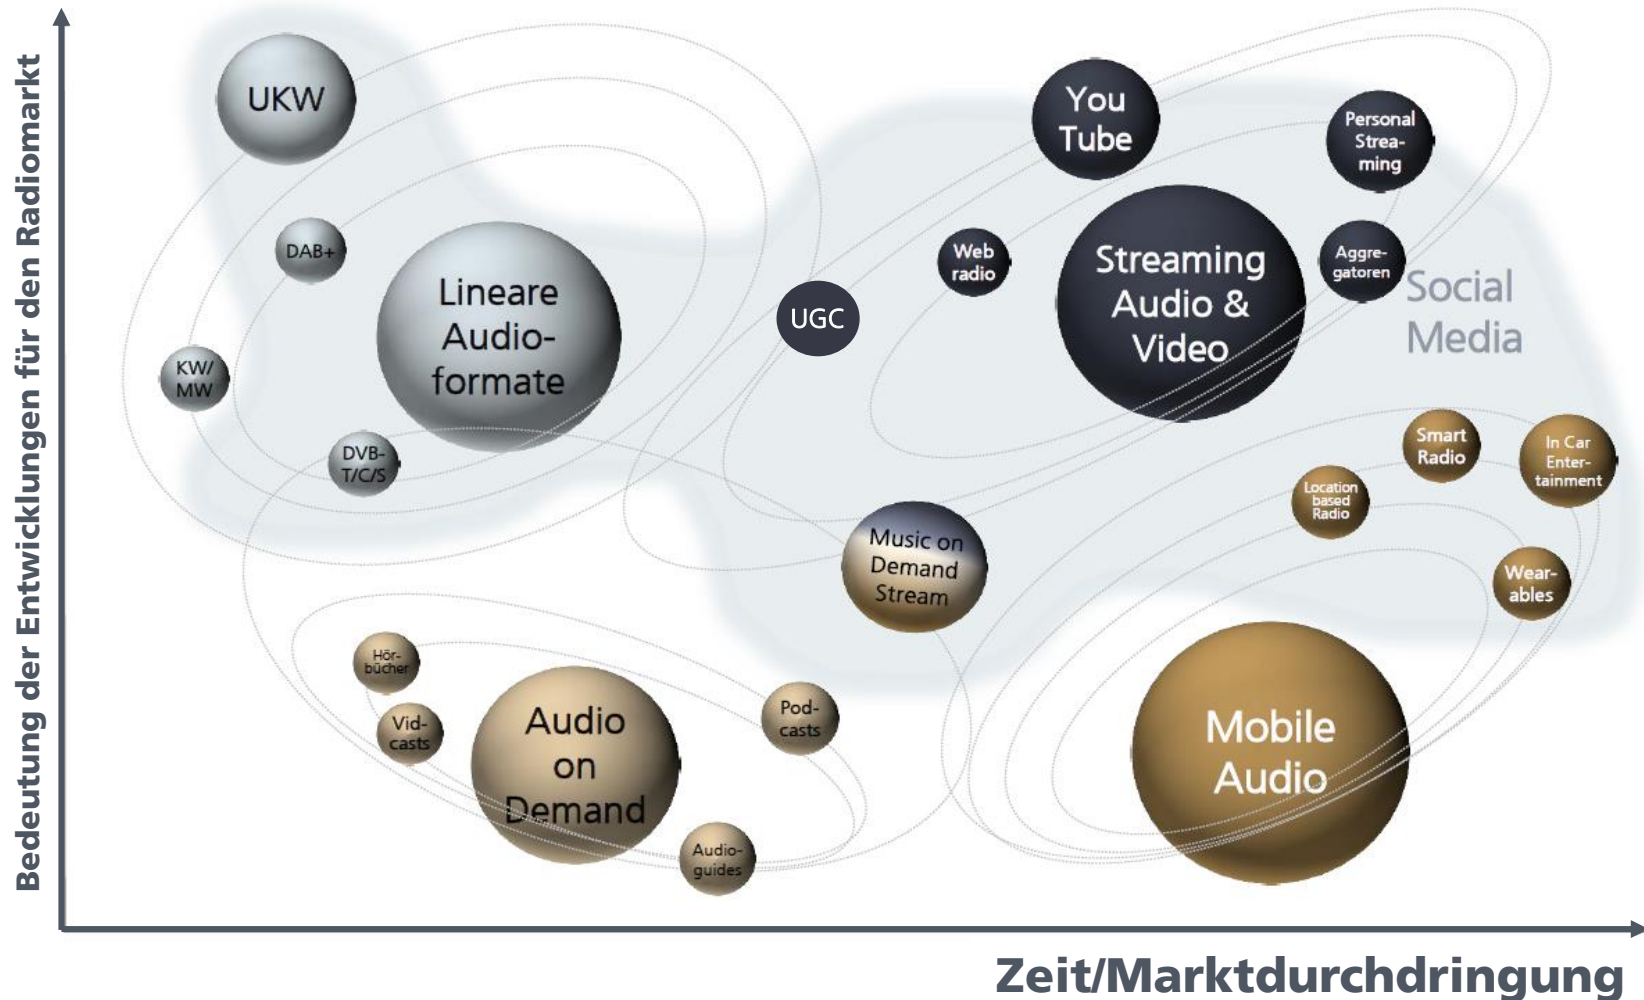 Bedeutung der Entwicklungen für den Radiomarkt
UKW
DAB+
Lineare
Audio-
formate
KW/
MW
DVB-
T/C/S
You
Tube
Personal
Strea-
ming
Web
radio
Streaming
Audio &
Video
Aggre-
gatoren
Social
Media
UGC
Smart
Radio
In Car
Enter-
tainment
Location
based
Radio
Wear-
ables
Music on
Demand
Stream
Hör-
bücher
Vid-
casts
Audio
on
Demand
Pod-
casts
Audio-
guides
Mobile
Audio
Zeit/Marktdurchdringung